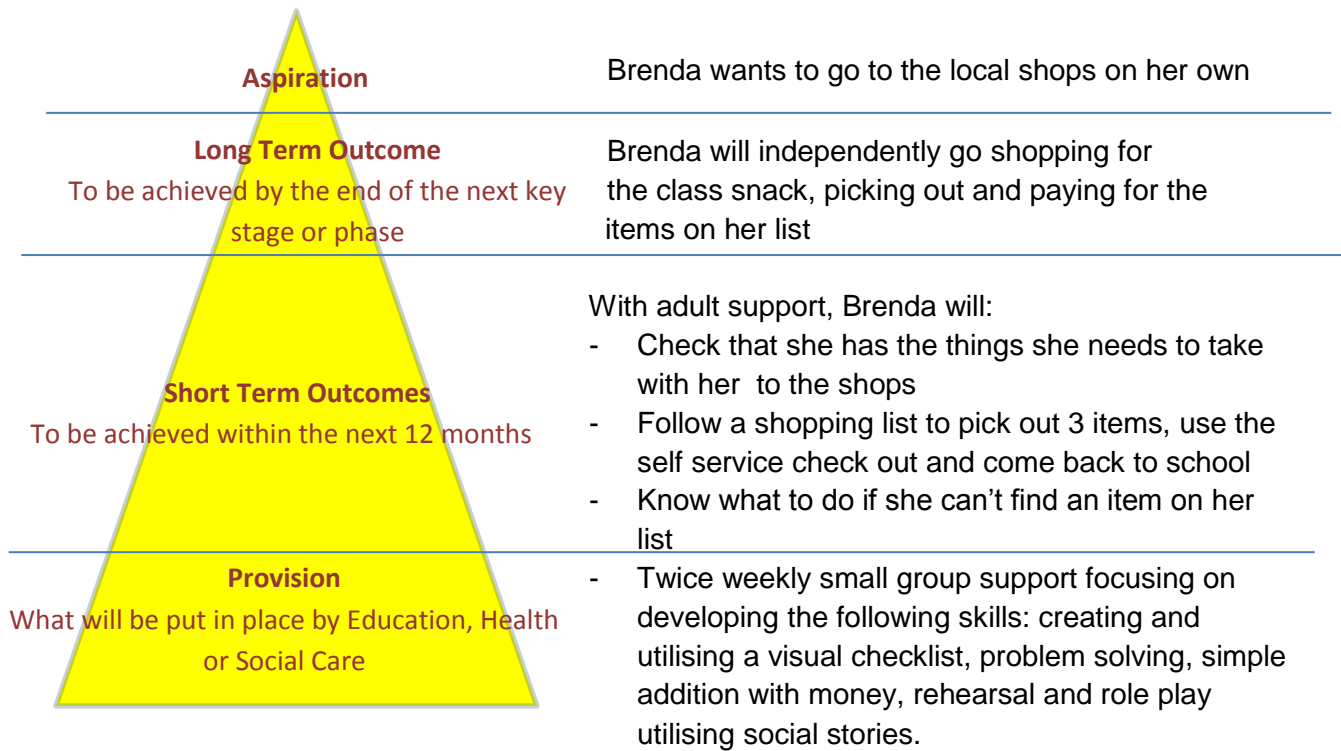 Aspiration
Brenda wants to go to the local shops on her own
Long Term Outcome
To be achieved by the end of the next key
stage or phase
Brenda will independently go shopping for
the class snack, picking out and paying for the
items on her list
Short Term Outcomes
To be achieved within the next 12 months
With adult support, Brenda will:
- Check that she has the things she needs to take
with her to the shops
- Follow a shopping list to pick out 3 items, use the
self service check out and come back to school
- Know what to do if she can’t find an item on her
list
Provision
What will be put in place by Education, Health
or Social Care
- Twice weekly small group support focusing on
developing the following skills: creating and
utilising a visual checklist, problem solving, simple
addition with money, rehearsal and role play
utilising social stories.